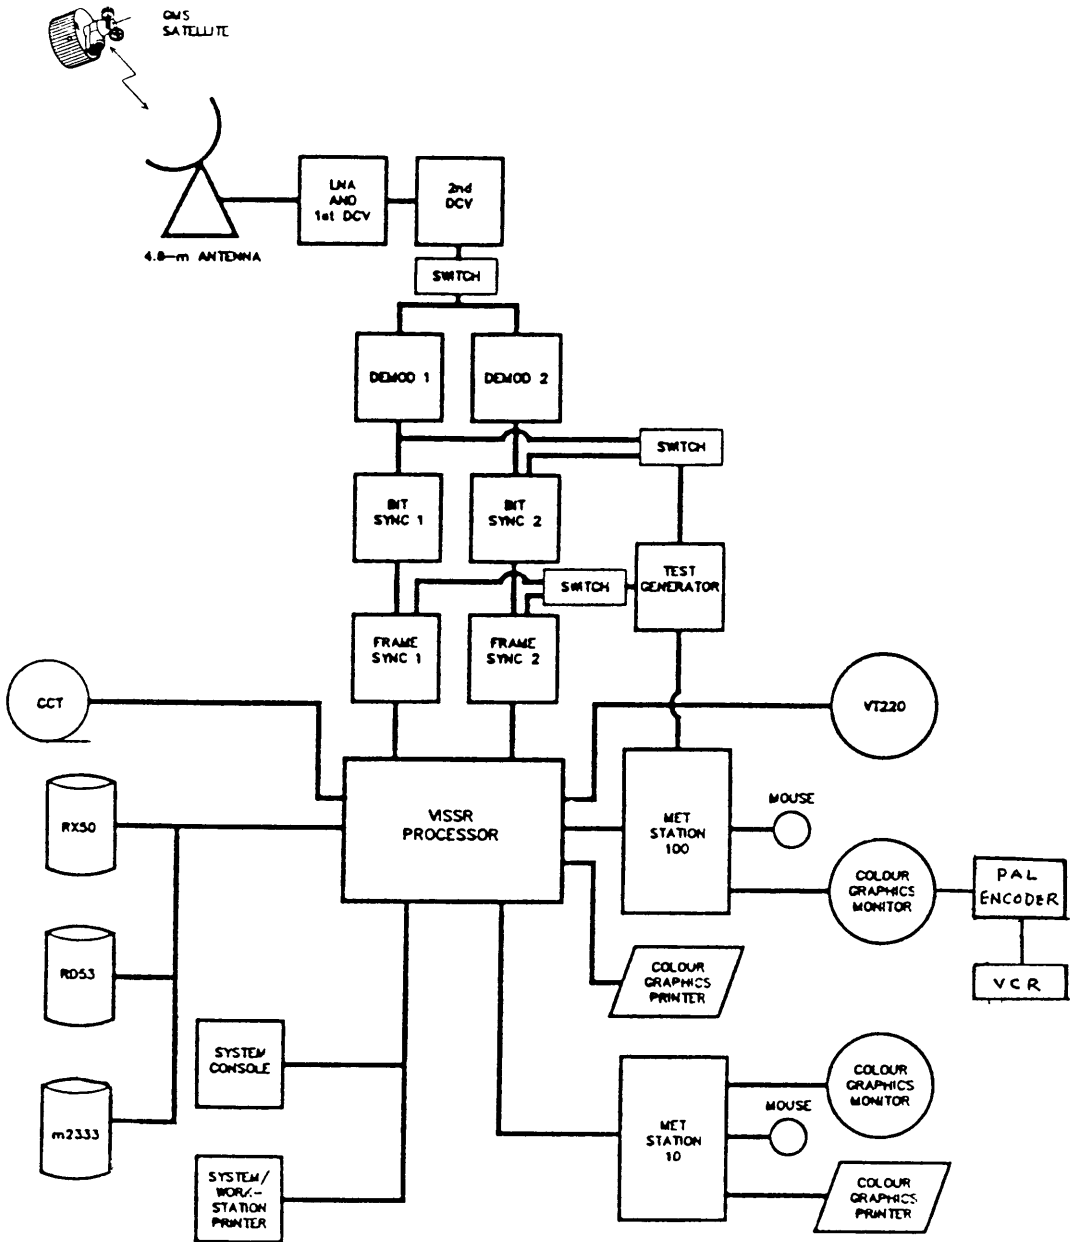 GMS
SATELLITE
LNA
AND
1st DCV
2nd
DCV
4.8-m ANTENNA
SWITCH
DEMOD 1
DEMOD 2
SWITCH
BIT
SYNC 1
BIT
SYNC 2
TEST
GENERATOR
SWITCH
FRAME
SYNC 1
FRAME
SYNC 2
CCT
VT220
RX50
VISSR
PROCESSOR
MET
STATION
100
MOUSE
COLOUR
GRAPHICS
MONITOR
PAL
ENCODER
RD53
COLOUR
GRAPHICS
PRINTER
VCR
SYSTEM
CONSOLE
COLOUR
GRAPHICS
MONITOR
m2333
MET
STATION
10
MOUSE
SYSTEM/
WORK-
STATION
PRINTER
COLOUR
GRAPHICS
PRINTER